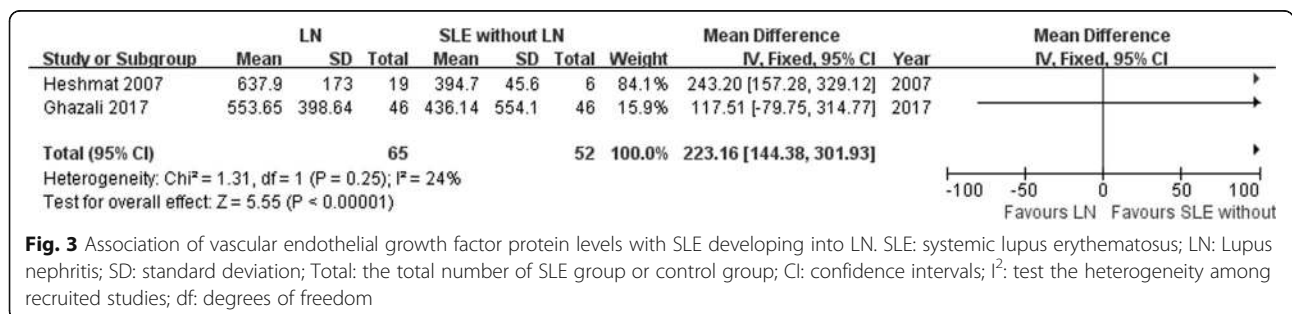 LN SLE without LN Mean Difference Mean Difference
Study or Subgroup Mean SD Total Mean SD Total Weight IV, Fixed, 95% CI Year IV, Fixed, 95% CI
Heshmat 2007 637.9 173 19 394.7 45.6 6 84.1% 243.20 [157.28, 329.12] 2007
Ghazali 2017 553.65 398.64 46 436.14 554.1 46 15.9% 117.51 [-79.75, 314.77] 2017
Total (95% CI) 65 52 100.0% 223.16 [144.38, 301.93]
Heterogeneity: Chi² = 1.31, df = 1 (P = 0.25); I² = 24%
Test for overall effect: Z = 5.55 (P < 0.00001)
-100 -50 0 50 100
Favours LN Favours SLE without
Fig. 3 Association of vascular endothelial growth factor protein levels with SLE developing into LN. SLE: systemic lupus erythematosus; LN: Lupus
nephritis; SD: standard deviation; Total: the total number of SLE group or control group; CI: confidence intervals; I²: test the heterogeneity among
recruited studies; df: degrees of freedom